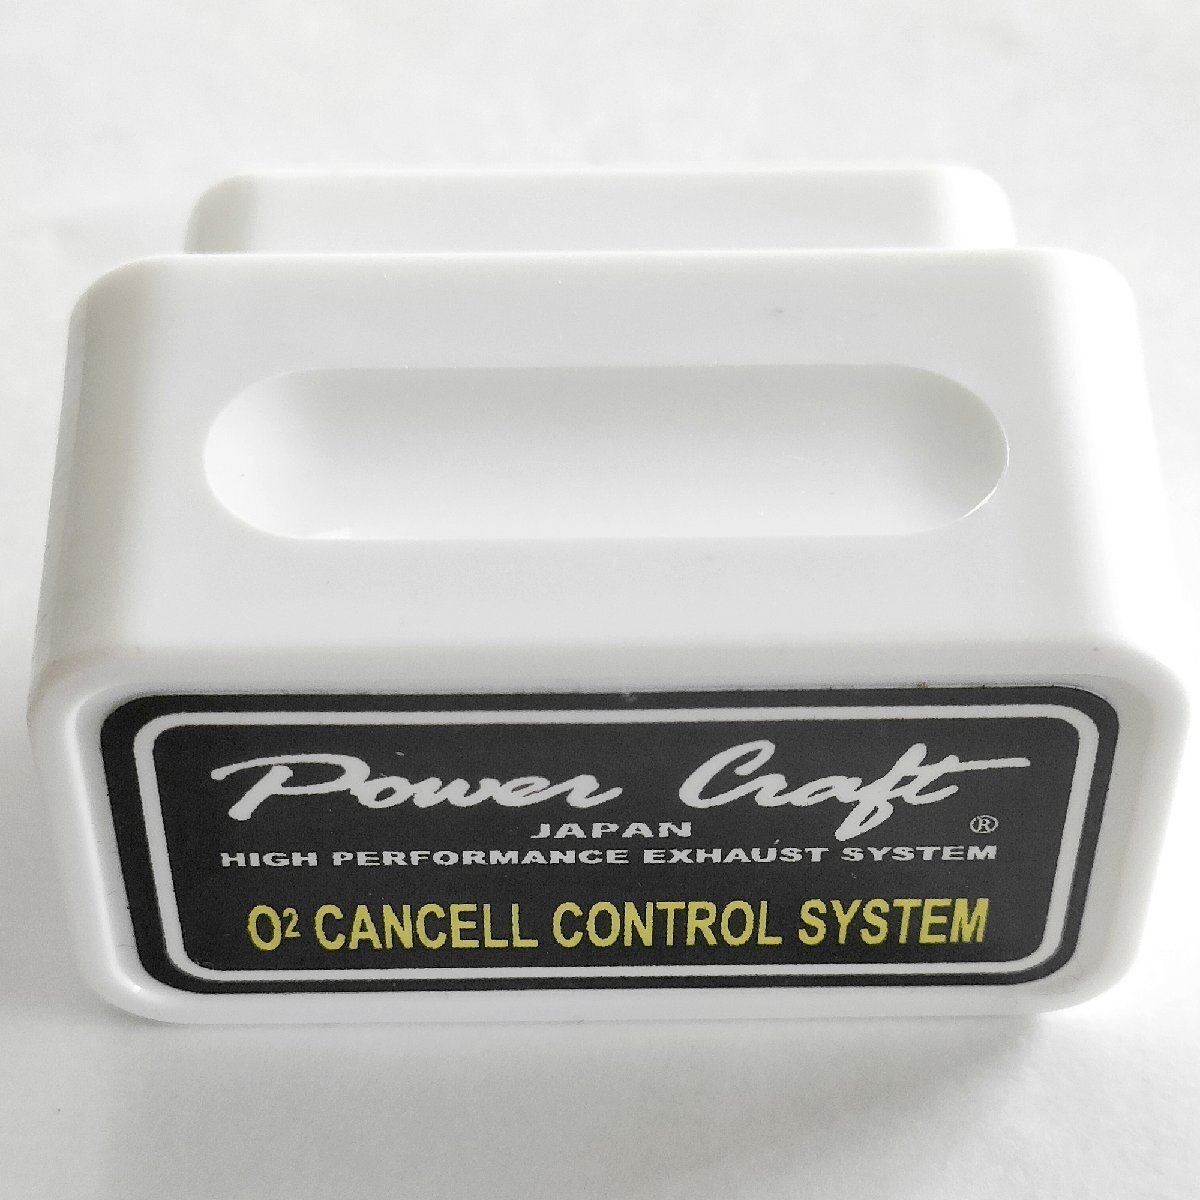 Power Craft
JAPAN ®
HIGH PERFORMANCE EXHAUST SYSTEM
O² CANCELL CONTROL SYSTEM